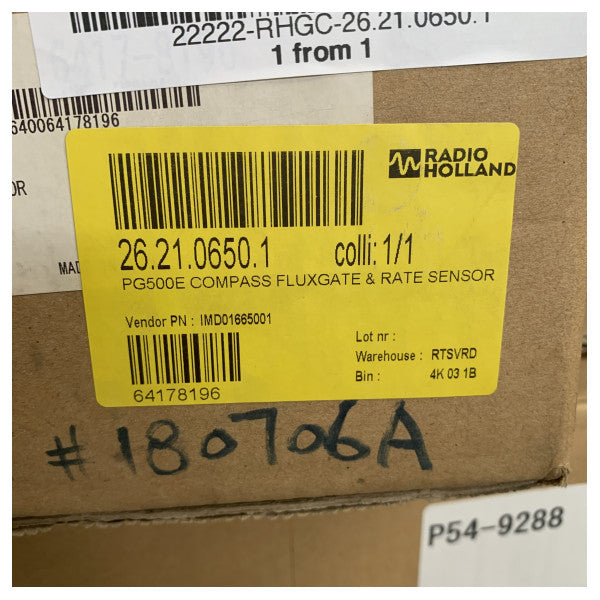 22222-RHGC-26.21.0650.1
1 from 1
640064178196
OR
MAD
RADIO
HOLLAND
26.21.0650.1 colli: 1/1
PG500E COMPASS FLUXGATE & RATE SENSOR
Vendor PN : IMD01665001
64178196
Lot nr :
Warehouse : RTSVRD
Bin : 4K 03 1B
#180706A
P54-9288